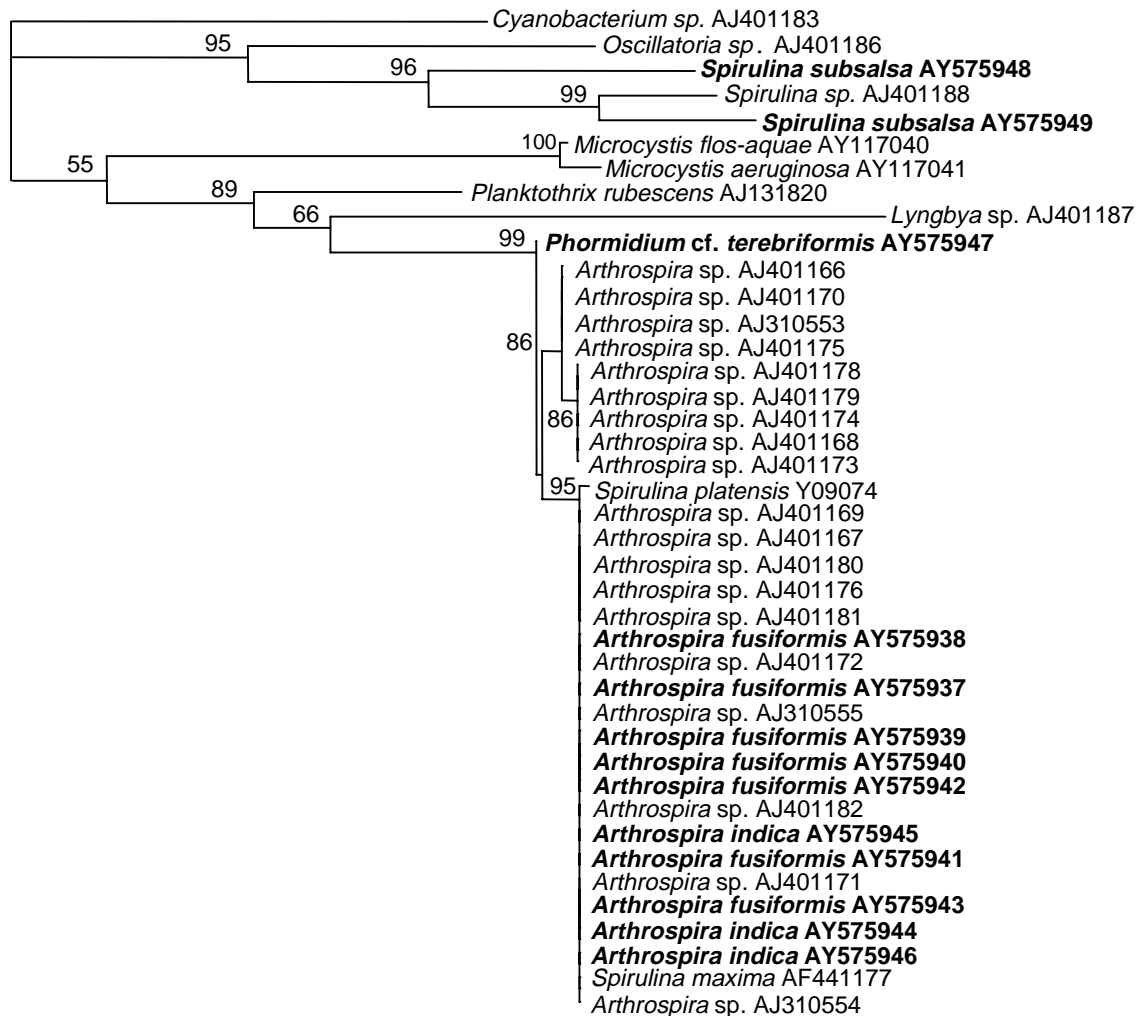 Cyanobacterium sp. AJ401183
95
Oscillatoria sp. AJ401186
96
Spirulina subsalsa AY575948
99
Spirulina sp. AJ401188
Spirulina subsalsa AY575949
100
Microcystis flos-aquae AY117040
55
Microcystis aeruginosa AY117041
89
Planktothrix rubescens AJ131820
66
Lyngbya sp. AJ401187
99
Phormidium cf. terebriformis AY575947
Arthrospira sp. AJ401166
Arthrospira sp. AJ401170
Arthrospira sp. AJ310553
86
Arthrospira sp. AJ401175
Arthrospira sp. AJ401178
Arthrospira sp. AJ401179
86
Arthrospira sp. AJ401174
Arthrospira sp. AJ401168
Arthrospira sp. AJ401173
95
Spirulina platensis Y09074
Arthrospira sp. AJ401169
Arthrospira sp. AJ401167
Arthrospira sp. AJ401180
Arthrospira sp. AJ401176
Arthrospira sp. AJ401181
Arthrospira fusiformis AY575938
Arthrospira sp. AJ401172
Arthrospira fusiformis AY575937
Arthrospira sp. AJ310555
Arthrospira fusiformis AY575939
Arthrospira fusiformis AY575940
Arthrospira fusiformis AY575942
Arthrospira sp. AJ401182
Arthrospira indica AY575945
Arthrospira fusiformis AY575941
Arthrospira sp. AJ401171
Arthrospira fusiformis AY575943
Arthrospira indica AY575944
Arthrospira indica AY575946
Spirulina maxima AF441177
Arthrospira sp. AJ310554